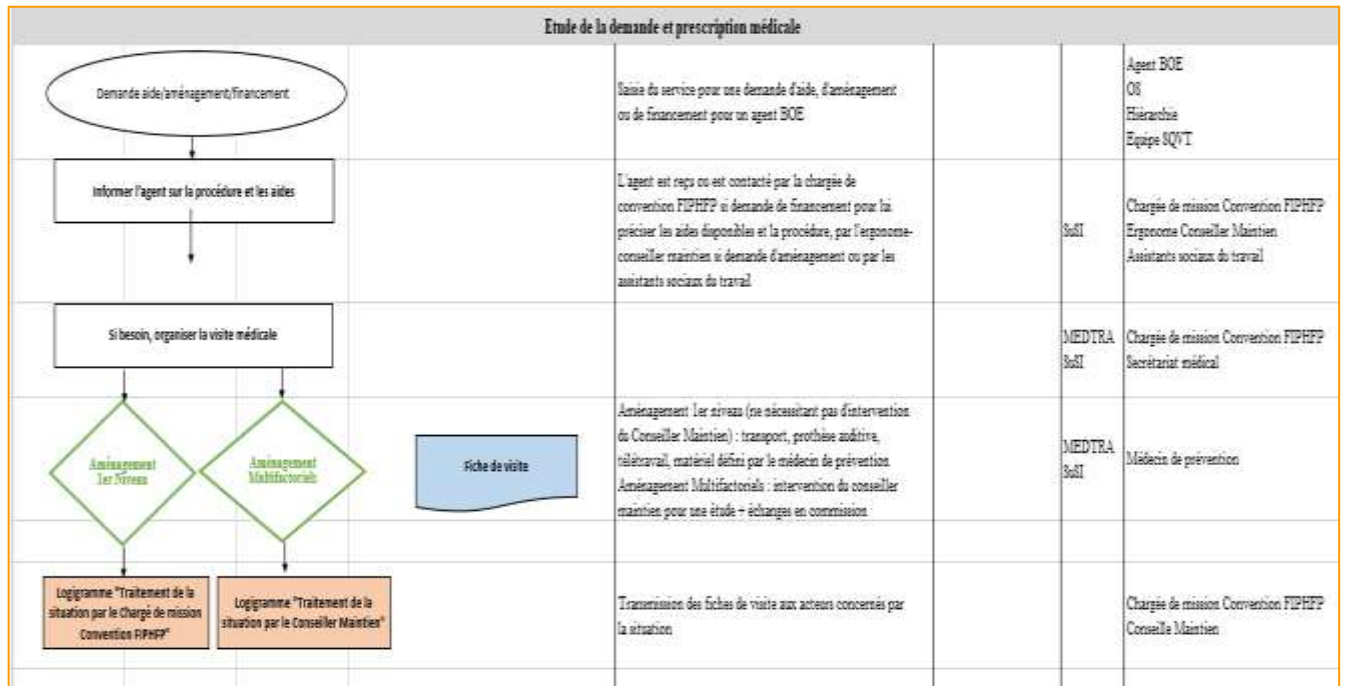 Etude de la demande et prescription médicale
Demande aide/aménagement/financement
Saisie du service pour une demande d'aide, d'aménagement
ou de financement pour un agent BOE
Agent BOE
OS
Hiérarchie
Equipe SQVT
Informer l'agent sur la procédure et les aides
L'agent est reçu ou est contacté par la chargée de
convention FIPHFP si demande de financement pour lui
préciser les aides disponibles et la procédure, par l'ergonome-
conseiller maintien si demande d'aménagement ou par les
assistants sociaux du travail
SuSI
Chargée de mission Convention FIPHFP
Ergonome Conseiller Maintien
Assistants sociaux du travail
Si besoin, organiser la visite médicale
MEDTRA
SuSI
Chargée de mission Convention FIPHFP
Secrétariat médical
Aménagement
1er Niveau
Aménagement
Multifactoriels
Fiche de visite
Aménagement 1er niveau (ne nécessitant pas d'intervention
du Conseiller Maintien) : transport, prothèse auditive,
télétravail, matériel défini par le médecin de prévention
Aménagement Multifactoriels : intervention du conseiller
maintien pour une étude + échanges en commission
MEDTRA
SuSI
Médecin de prévention
Logigramme "Traitement de la
situation par le Chargé de mission
Convention FIPHFP"
Logigramme "Traitement de la
situation par le Conseiller Maintien"
Transmission des fiches de visite aux acteurs concernés par
la situation
Chargée de mission Convention FIPHFP
Conseille Maintien